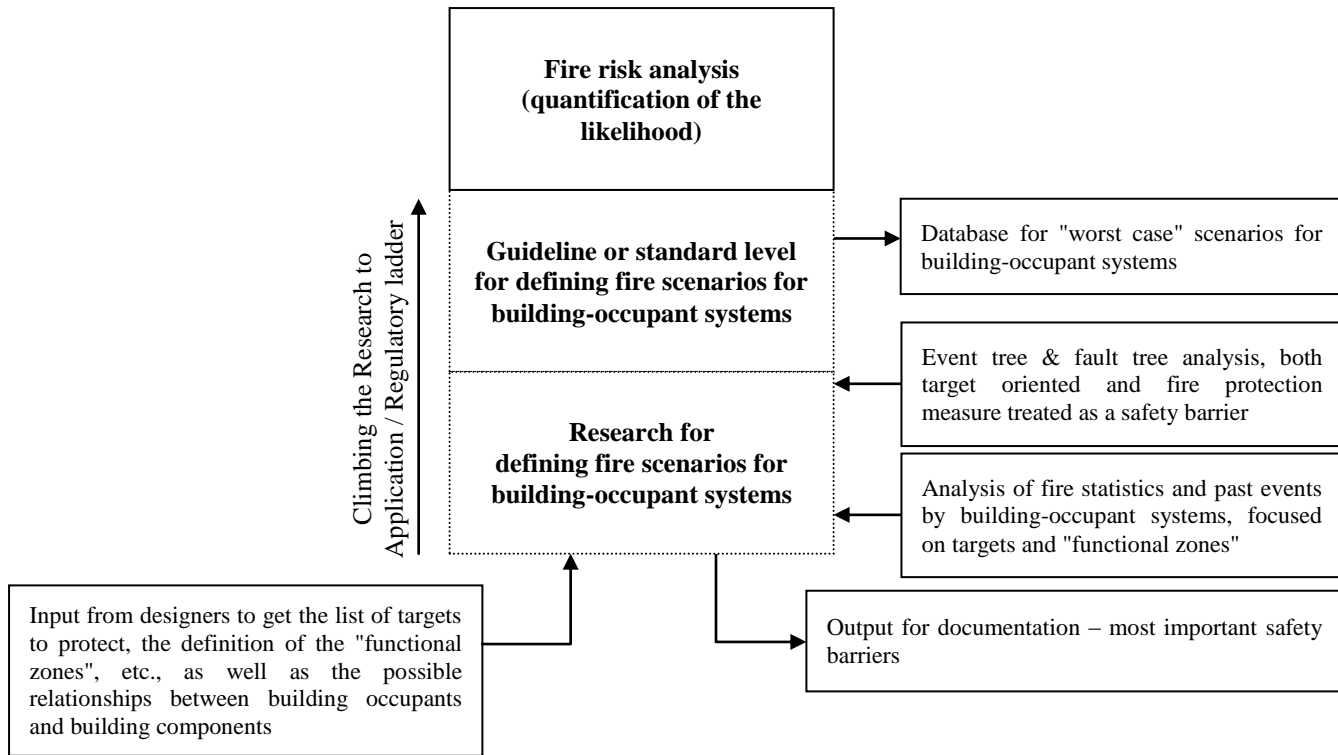 Fire risk analysis
(quantification of the
likelihood)
Climbing the Research to
Application / Regulatory ladder
Guideline or standard level
for defining fire scenarios for
building-occupant systems
Database for "worst case" scenarios for
building-occupant systems
Event tree & fault tree analysis, both
target oriented and fire protection
measure treated as a safety barrier
Research for
defining fire scenarios for
building-occupant systems
Analysis of fire statistics and past events
by building-occupant systems, focused
on targets and "functional zones"
Input from designers to get the list of targets
to protect, the definition of the "functional
zones", etc., as well as the possible
relationships between building occupants
and building components
Output for documentation – most important safety
barriers